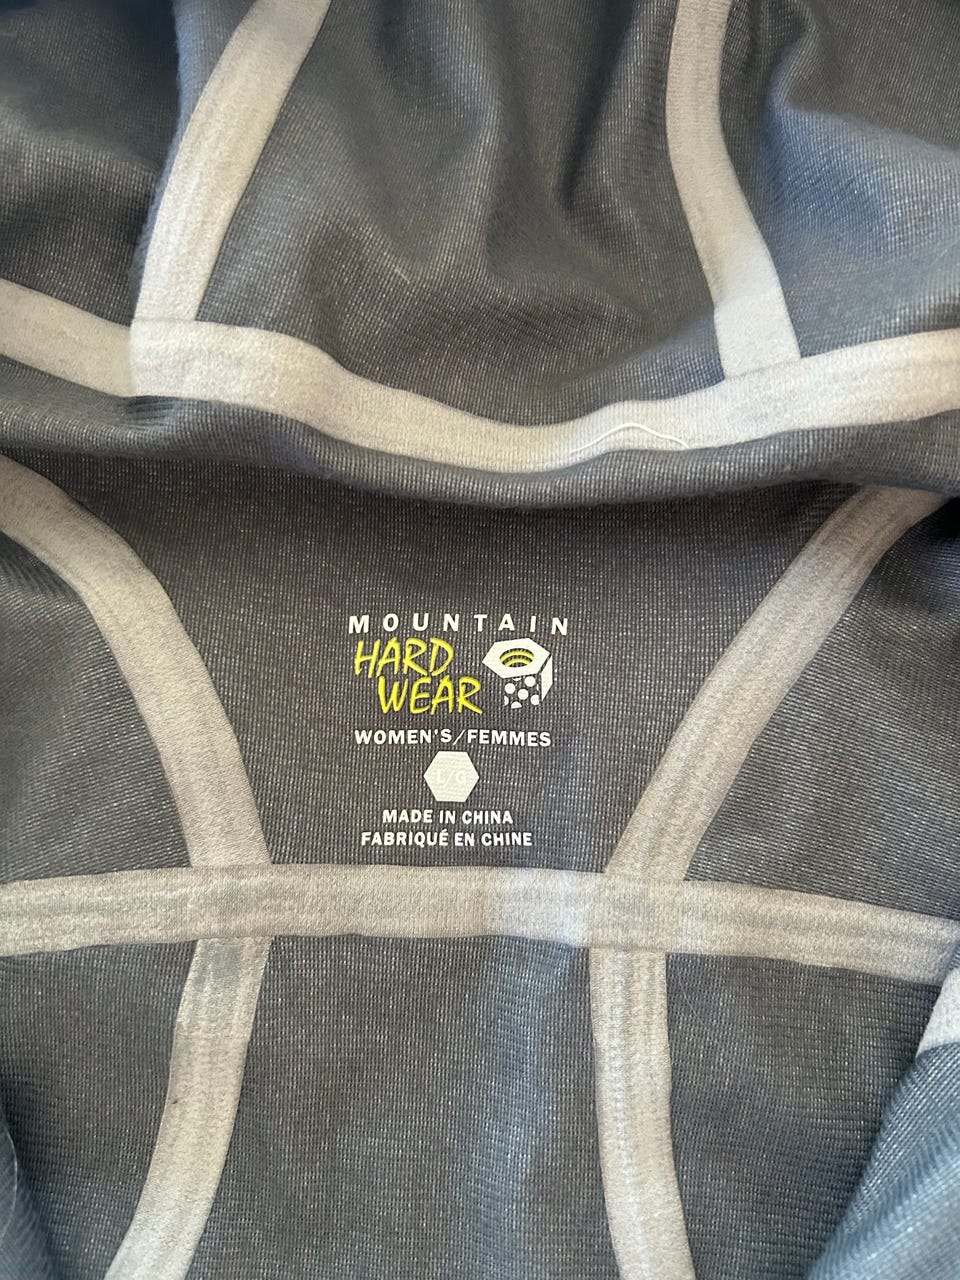 MOUNTAIN
HARD
WEAR
WOMEN'S/FEMMES
L/G
MADE IN CHINA
FABRIQUÉ EN CHINE